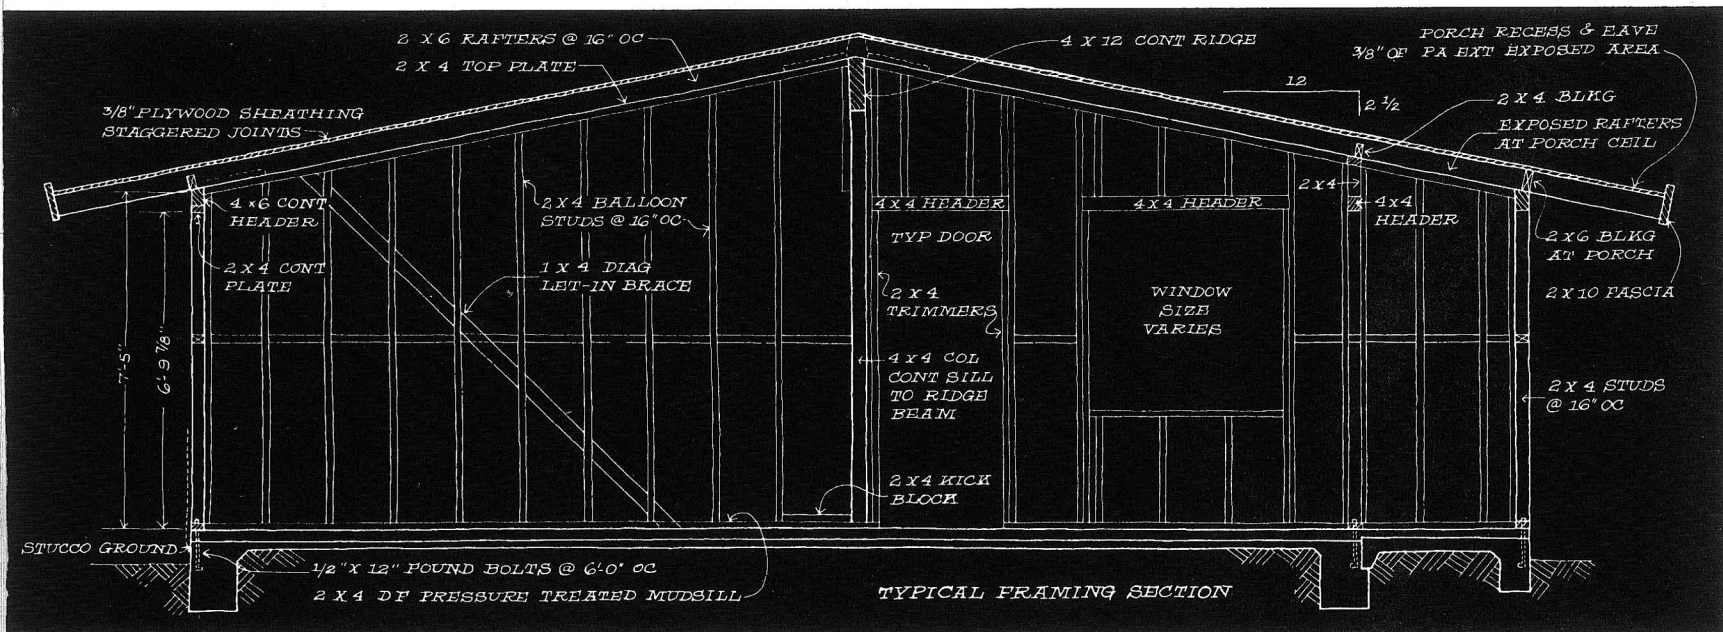 2 X 6 RAFTERS @ 16" OC
2 X 4 TOP PLATE
3/8" PLYWOOD SHEATHING
STAGGERED JOINTS
4 X 12 CONT RIDGE
PORCH RECESS & EAVE
3/8" OF PA EXT EXPOSED AREA
12
2 1/2
2 X 4 BLKG
EXPOSED RAFTERS
AT PORCH CEIL
4 x 6 CONT
HEADER
2 X 4 CONT
PLATE
2 X 4 BALLOON
STUDS @ 16" OC
1 X 4 DIAG
LET-IN BRACE
4 x 4 HEADER
TYP DOOR
4 x 4 HEADER
2 x 4
4 x 4
HEADER
2 X 6 BLKG
AT PORCH
2 X 10 FASCIA
2 X 4
TRIMMERS
WINDOW
SIZE
VARIES
7'-5"
6'-9 7/8"
4 X 4 COL
CONT SILL
TO RIDGE
BEAM
2 X 4 STUDS
@ 16" OC
2 X 4 KICK
BLOCK
STUCCO GROUND
1/2" X 12" FOUND BOLTS @ 6'-0" OC
2 X 4 DF PRESSURE TREATED MUDSILL
TYPICAL FRAMING SECTION